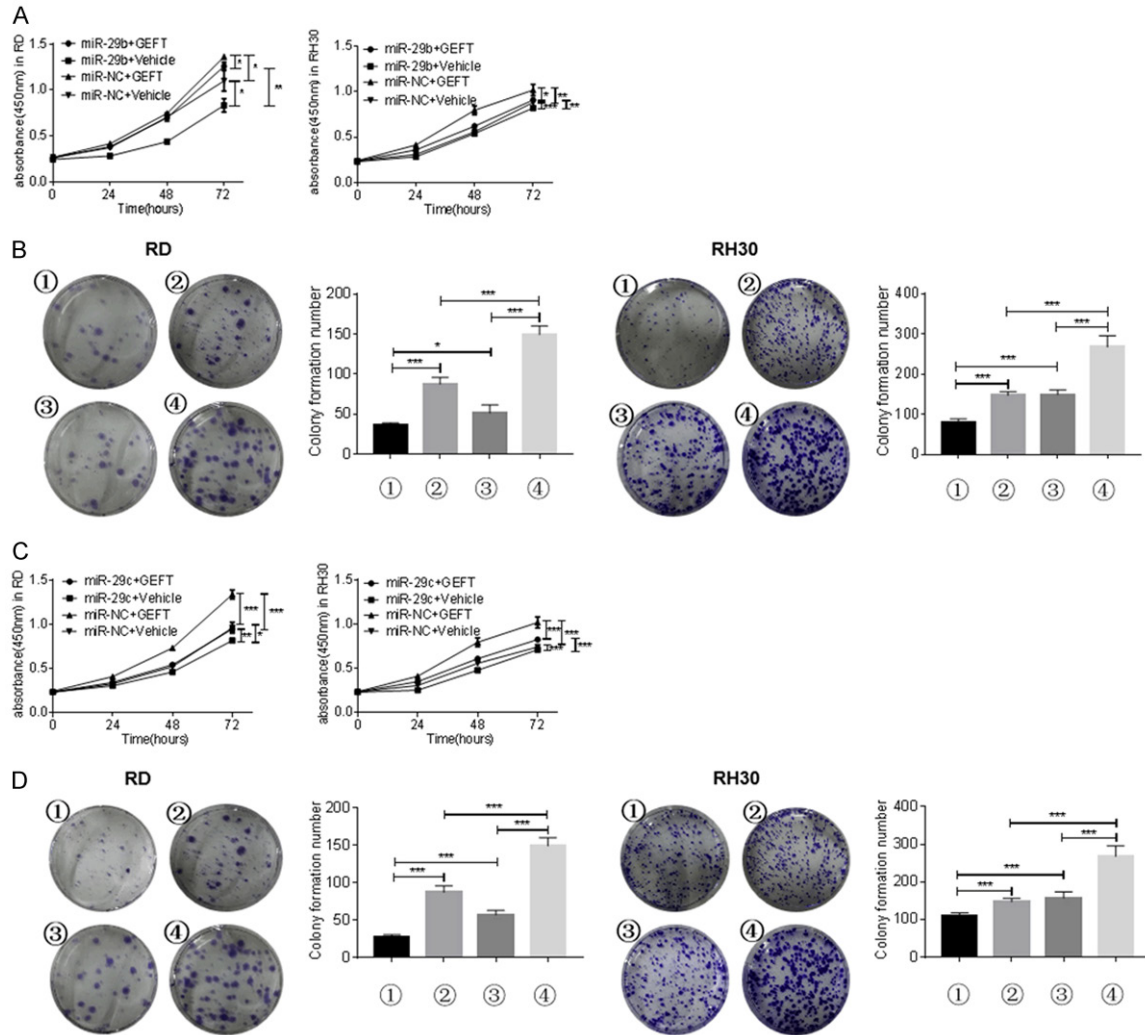 A
absorbance(450nm) in RD
1.5
1.0
0.5
0.0
miR-29b+GEFT
miR-29b+Vehicle
miR-NC+GEFT
miR-NC+Vehicle
*
*
*
**
0
24
48
72
Time(hours)
absorbance(450nm) in RH30
1.5
1.0
0.5
0.0
miR-29b+GEFT
miR-29b+Vehicle
miR-NC+GEFT
miR-NC+Vehicle
*
**
***
**
0
24
48
72
Time(hours)
B
RD
①
②
③
④
Colony formation number
200
150
100
50
0
***
***
*
***
① ② ③ ④
RH30
①
②
③
④
Colony formation number
400
300
200
100
0
***
***
***
***
① ② ③ ④
C
absorbance(450nm) in RD
1.5
1.0
0.5
0.0
miR-29c+GEFT
miR-29c+Vehicle
miR-NC+GEFT
miR-NC+Vehicle
***
***
**
*
0
24
48
72
Time(hours)
absorbance(450nm) in RH30
1.5
1.0
0.5
0.0
miR-29c+GEFT
miR-29c+Vehicle
miR-NC+GEFT
miR-NC+Vehicle
***
***
***
***
0
24
48
72
Time(hours)
D
RD
①
②
③
④
Colony formation number
200
150
100
50
0
***
***
***
***
① ② ③ ④
RH30
①
②
③
④
Colony formation number
400
300
200
100
0
***
***
***
***
① ② ③ ④